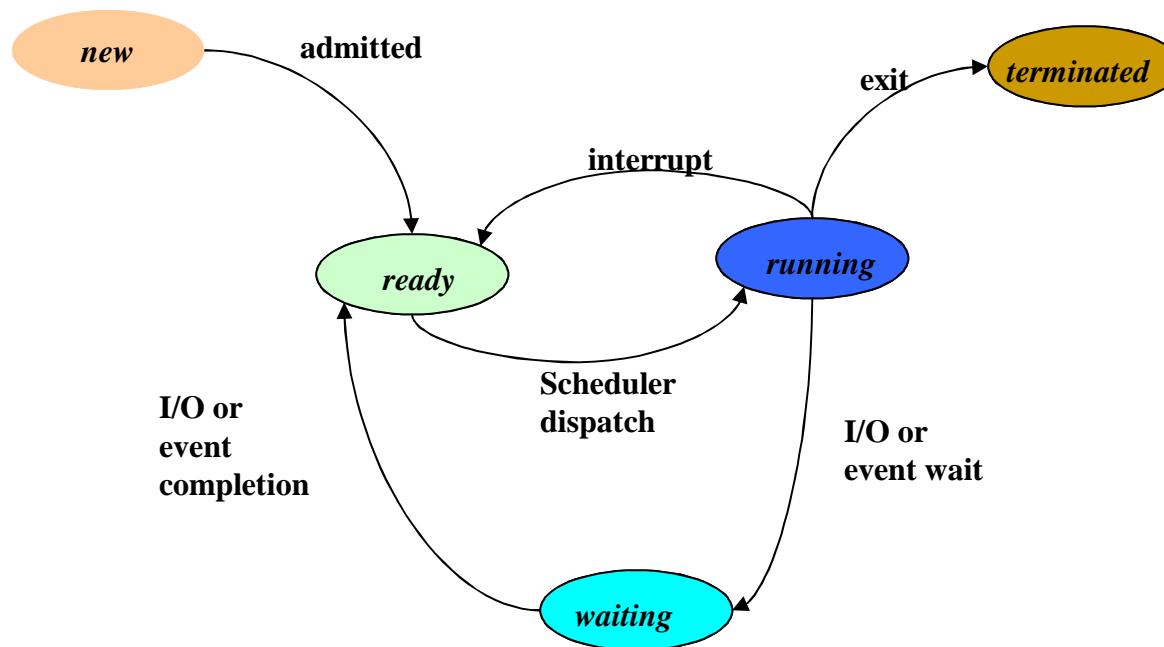 new
admitted
terminated
exit
interrupt
ready
running
Scheduler
dispatch
I/O or
event
completion
I/O or
event wait
waiting